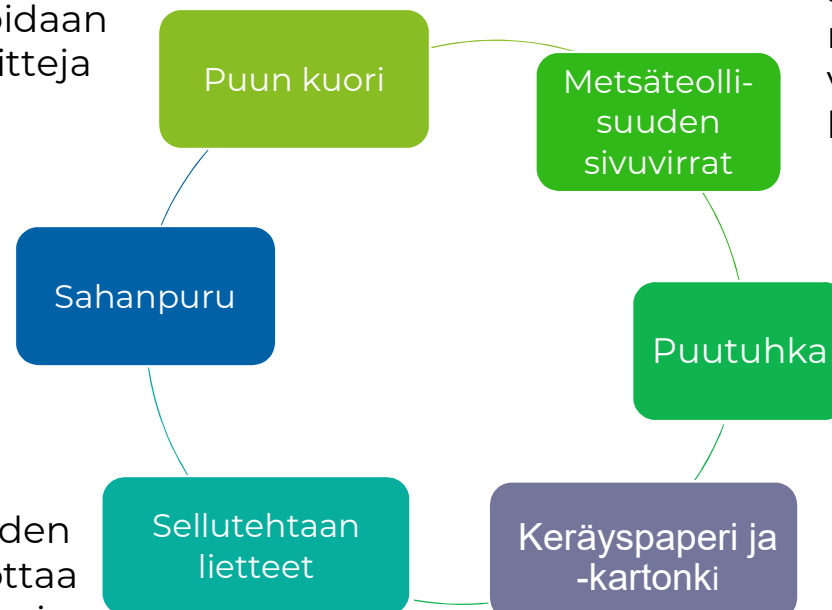 Puun kuori
Metsäteolli-
suuden
sivuvirrat
Sahanpuru
Puutuhka
Sellutehtaan
lietteet
Keräyspaperi ja
-kartonki